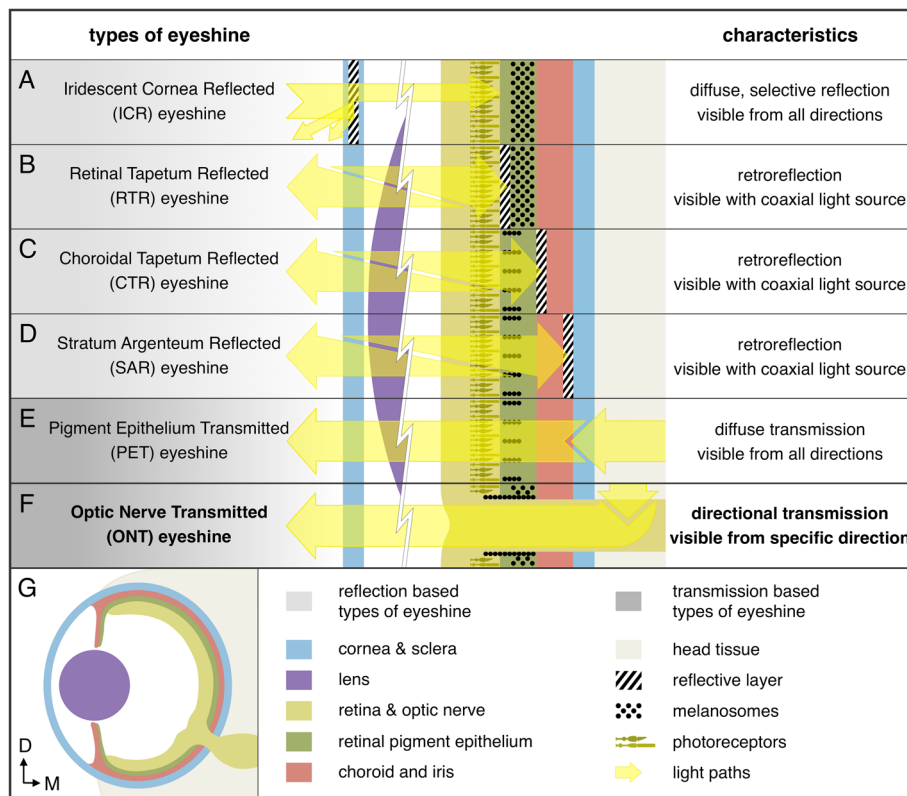 types of eyeshine
characteristics
A
Iridescent Cornea Reflected
(ICR) eyeshine
diffuse, selective reflection
visible from all directions
B
Retinal Tapetum Reflected
(RTR) eyeshine
retroreflection
visible with coaxial light source
C
Choroidal Tapetum Reflected
(CTR) eyeshine
retroreflection
visible with coaxial light source
D
Stratum Argenteum Reflected
(SAR) eyeshine
retroreflection
visible with coaxial light source
E
Pigment Epithelium Transmitted
(PET) eyeshine
diffuse transmission
visible from all directions
F
Optic Nerve Transmitted
(ONT) eyeshine
directional transmission
visible from specific direction
G
D
M
reflection based
types of eyeshine
cornea & sclera
lens
retina & optic nerve
retinal pigment epithelium
choroid and iris
transmission based
types of eyeshine
head tissue
reflective layer
melanosomes
photoreceptors
light paths